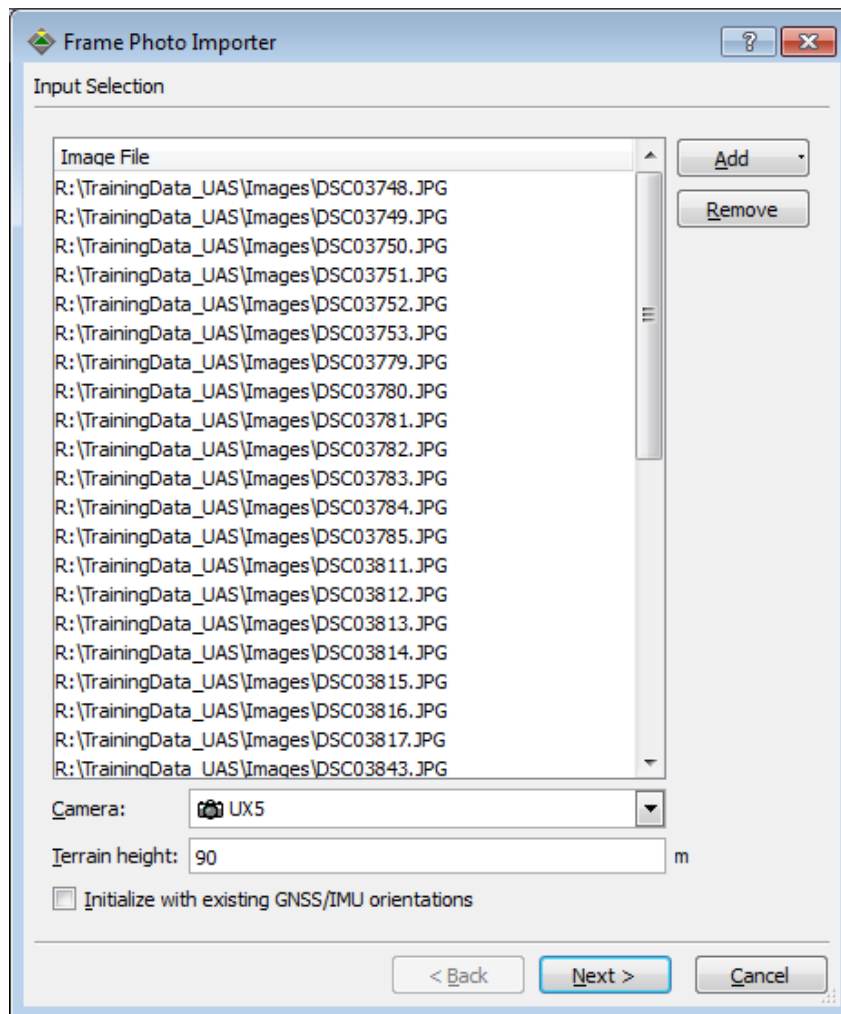 Frame Photo Importer
Input Selection
Image File
Add
R:\TrainingData_UAS\Images\DSC03748.JPG
R:\TrainingData_UAS\Images\DSC03749.JPG
Remove
R:\TrainingData_UAS\Images\DSC03750.JPG
R:\TrainingData_UAS\Images\DSC03751.JPG
R:\TrainingData_UAS\Images\DSC03752.JPG
R:\TrainingData_UAS\Images\DSC03753.JPG
R:\TrainingData_UAS\Images\DSC03779.JPG
R:\TrainingData_UAS\Images\DSC03780.JPG
R:\TrainingData_UAS\Images\DSC03781.JPG
R:\TrainingData_UAS\Images\DSC03782.JPG
R:\TrainingData_UAS\Images\DSC03783.JPG
R:\TrainingData_UAS\Images\DSC03784.JPG
R:\TrainingData_UAS\Images\DSC03785.JPG
R:\TrainingData_UAS\Images\DSC03811.JPG
R:\TrainingData_UAS\Images\DSC03812.JPG
R:\TrainingData_UAS\Images\DSC03813.JPG
R:\TrainingData_UAS\Images\DSC03814.JPG
R:\TrainingData_UAS\Images\DSC03815.JPG
R:\TrainingData_UAS\Images\DSC03816.JPG
R:\TrainingData_UAS\Images\DSC03817.JPG
R:\TrainingData_UAS\Images\DSC03843.JPG
Camera: UX5
Terrain height: 90 m
Initialize with existing GNSS/IMU orientations
< Back Next > Cancel